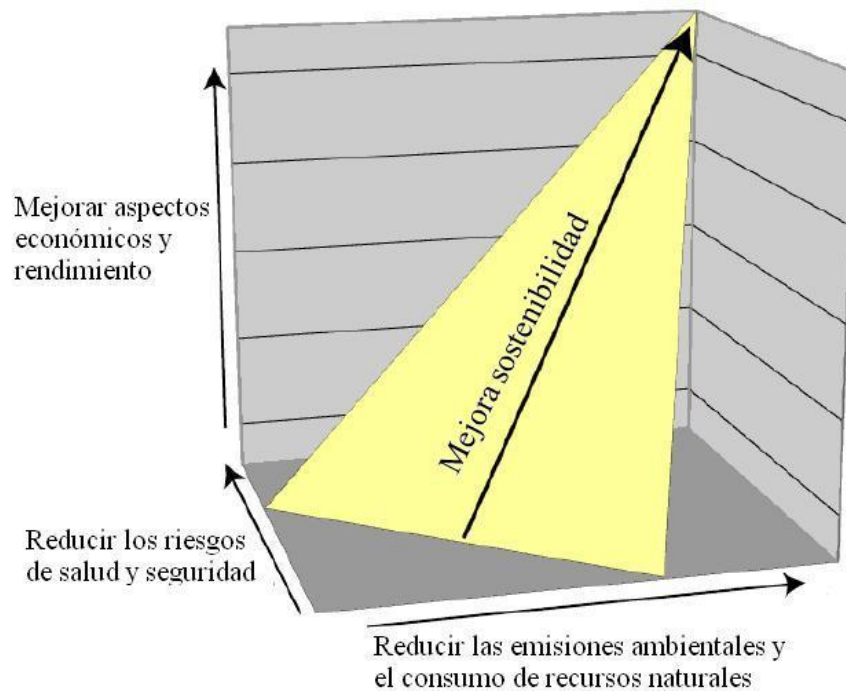 Mejorar aspectos
económicos y
rendimiento
Mejora sostenibilidad
Reducir los riesgos
de salud y seguridad
Reducir las emisiones ambientales y
el consumo de recursos naturales